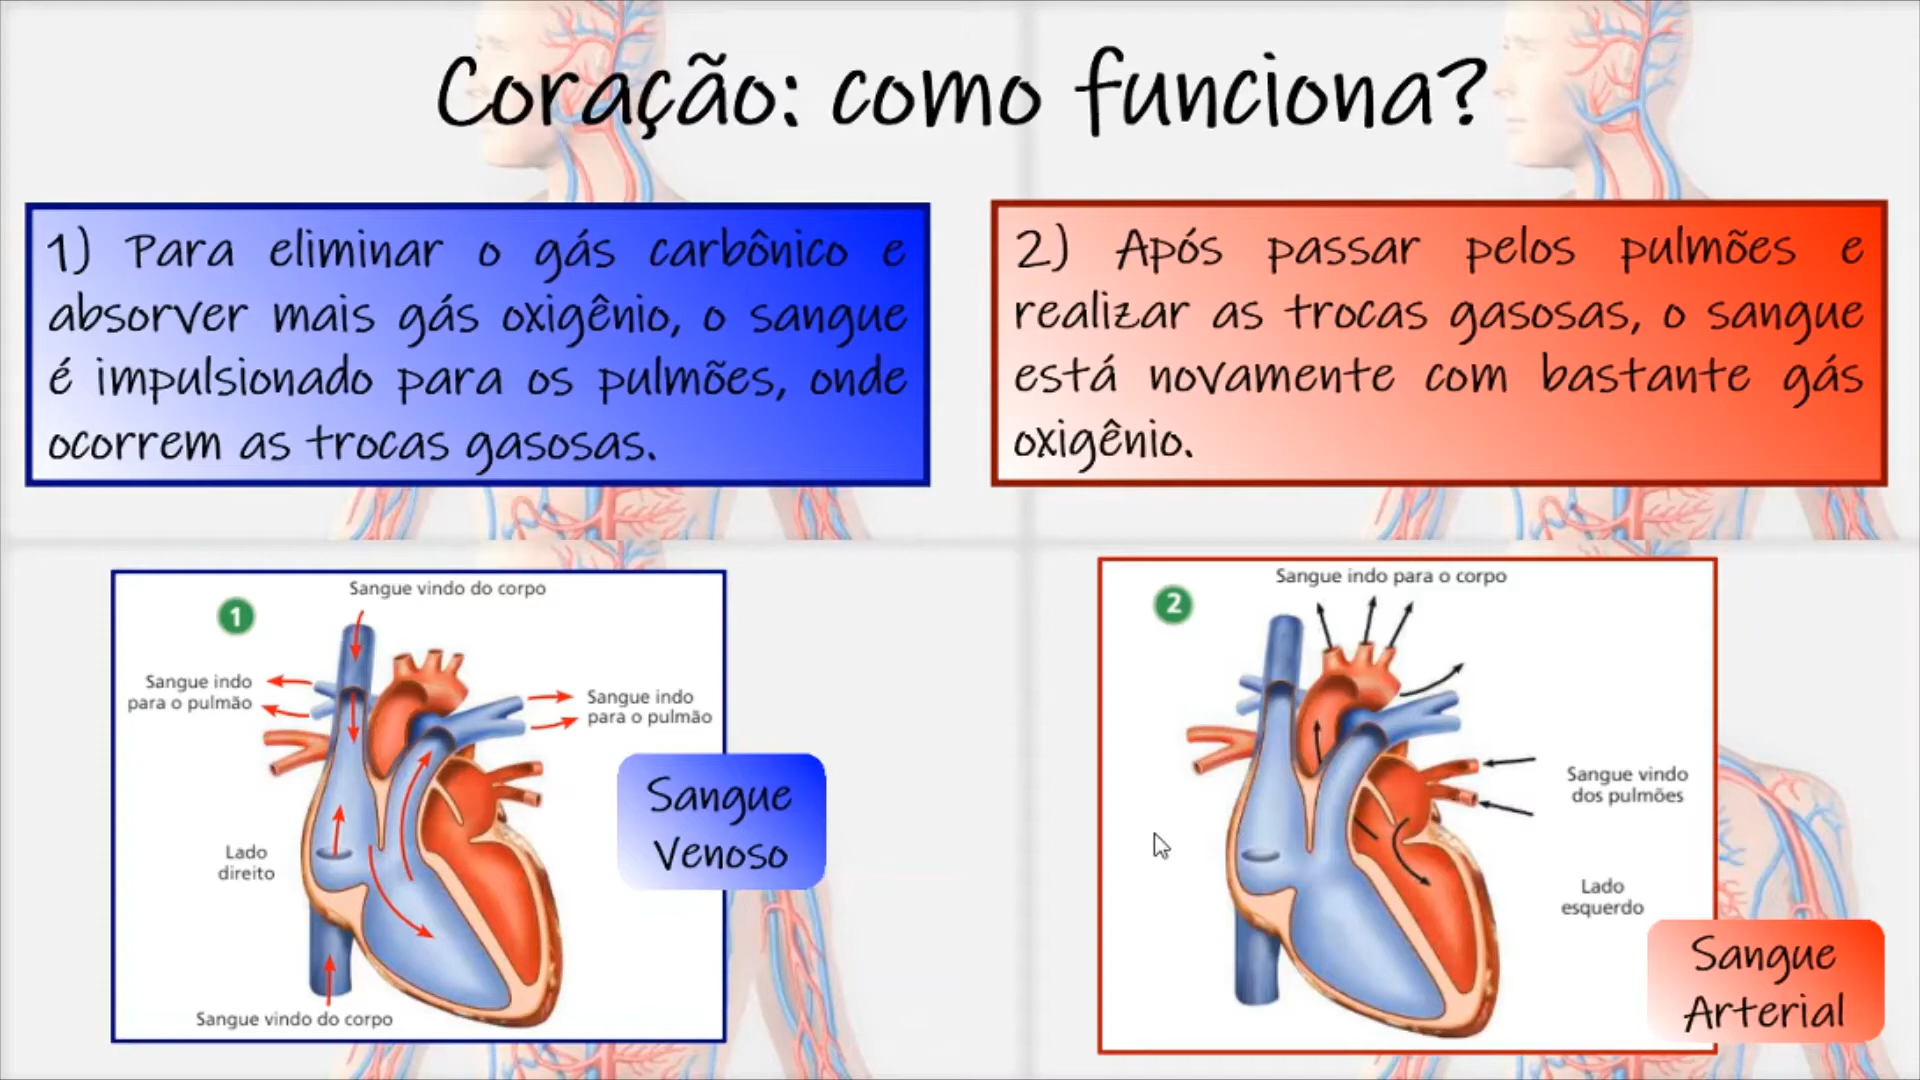 Coração: como funciona?
1) Para eliminar o gás carbônico e
absorver mais gás oxigênio, o sangue
é impulsionado para os pulmões, onde
ocorrem as trocas gasosas.
2) Após passar pelos pulmões e
realizar as trocas gasosas, o sangue
está novamente com bastante gás
oxigênio.
1
Sangue vindo do corpo
Sangue indo
para o pulmão
Sangue indo
para o pulmão
Lado
direito
Sangue vindo do corpo
Sangue
Venoso
2
Sangue indo para o corpo
Sangue vindo
dos pulmões
Lado
esquerdo
Sangue
Arterial